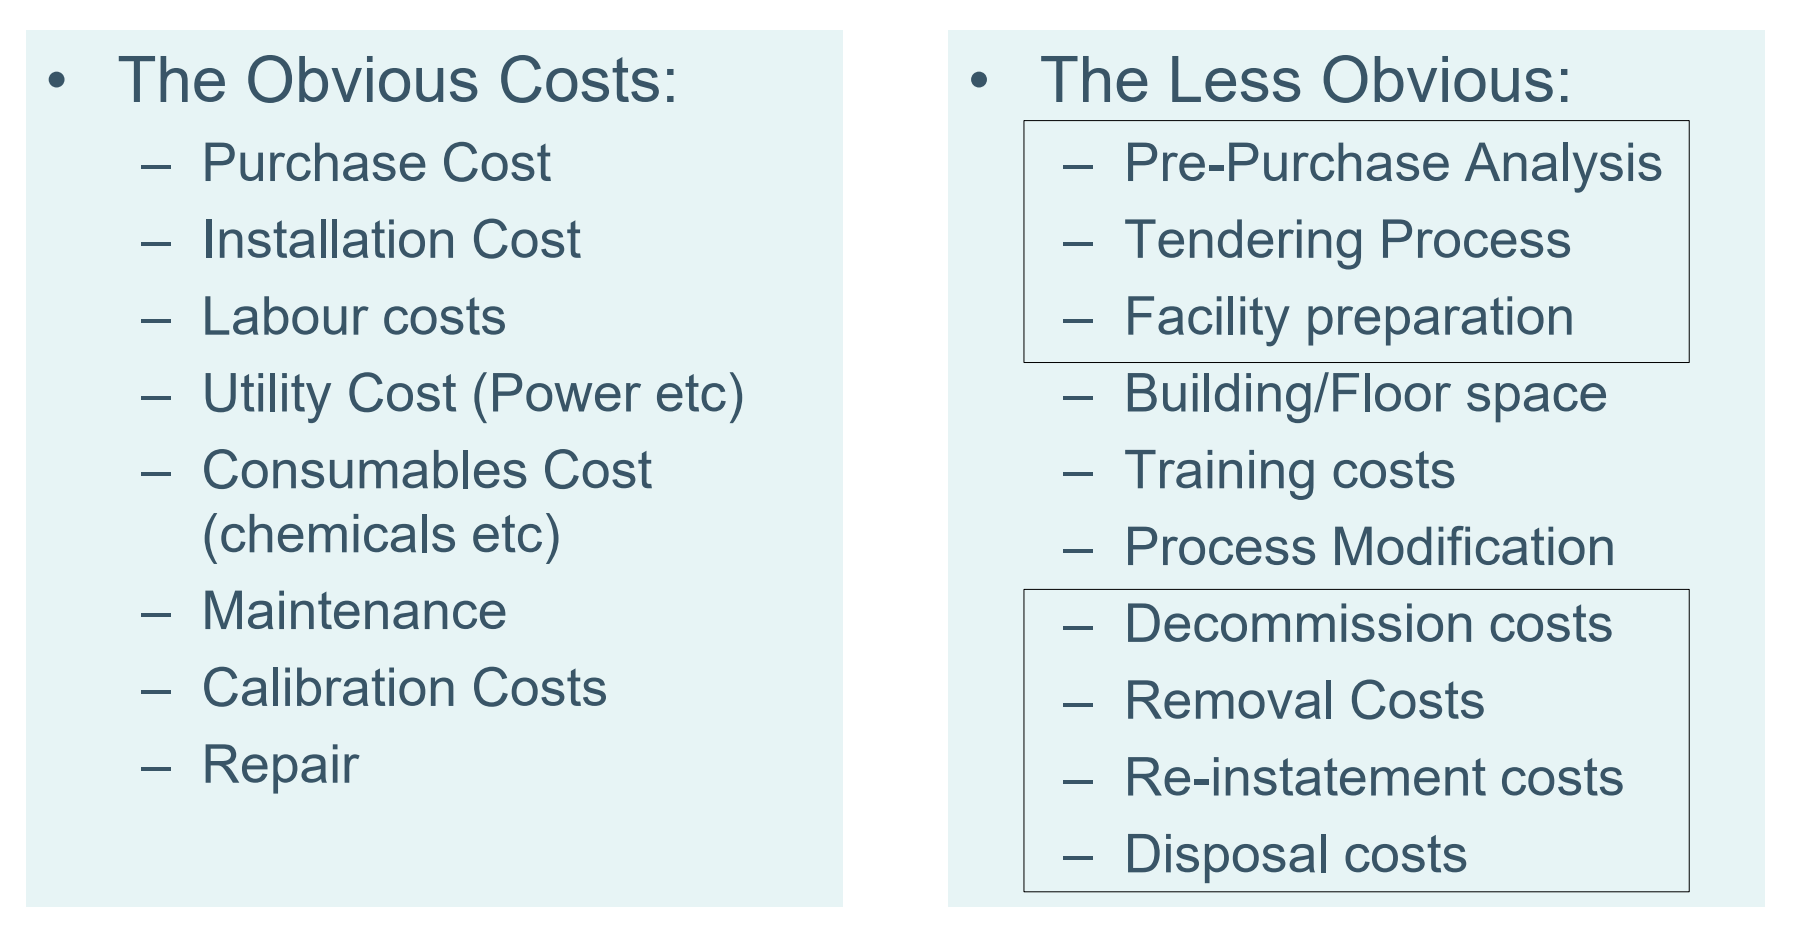 • The Obvious Costs:
– Purchase Cost
– Installation Cost
– Labour costs
– Utility Cost (Power etc)
– Consumables Cost
(chemicals etc)
– Maintenance
– Calibration Costs
– Repair
• The Less Obvious:
– Pre-Purchase Analysis
– Tendering Process
– Facility preparation
– Building/Floor space
– Training costs
– Process Modification
– Decommission costs
– Removal Costs
– Re-instatement costs
– Disposal costs